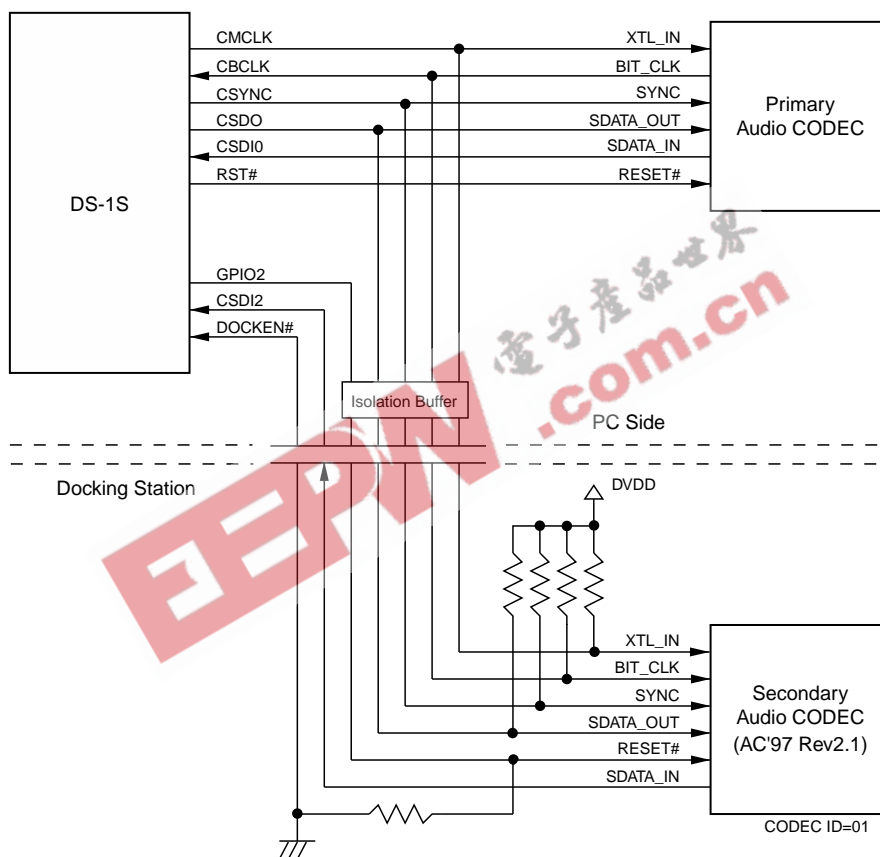 CMCLK
XTL_IN
CBCLK
BIT_CLK
CSYNC
SYNC
CSDO
SDATA_OUT
CSDI0
SDATA_IN
RST#
RESET#
DS-1S
Primary
Audio CODEC
GPIO2
CSDI2
DOCKEN#
Isolation Buffer
PC Side
Docking Station
電子產品世界
EEPW.com.cn
DVDD
XTL_IN
BIT_CLK
SYNC
SDATA_OUT
RESET#
SDATA_IN
Secondary
Audio CODEC
(AC'97 Rev2.1)
CODEC ID=01